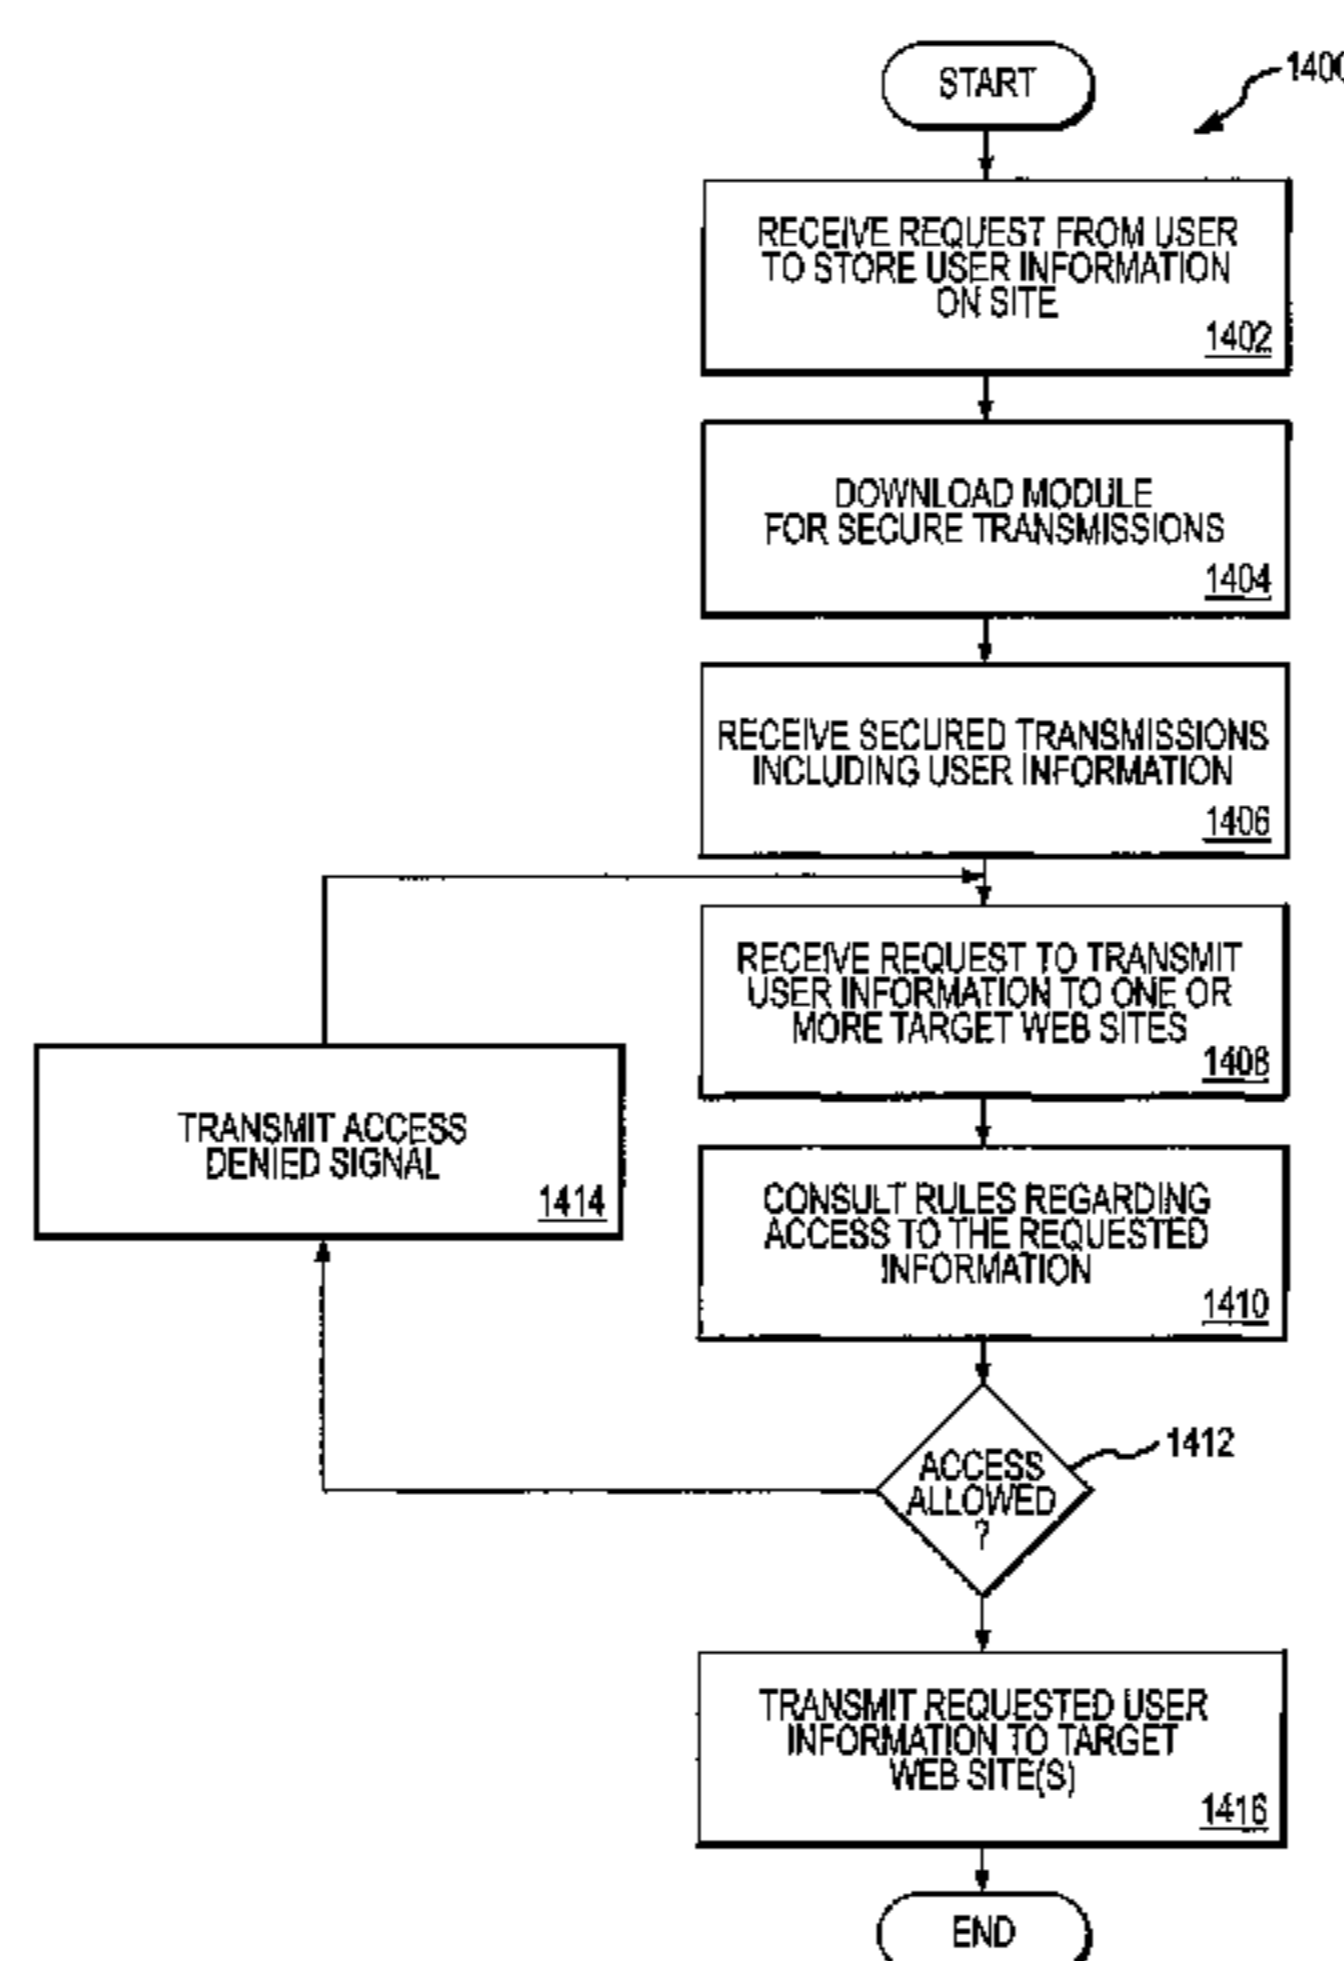 START
1400
RECEIVE REQUEST FROM USER
TO STORE USER INFORMATION
ON SITE
1402
DOWNLOAD MODULE
FOR SECURE TRANSMISSIONS
1404
RECEIVE SECURED TRANSMISSIONS
INCLUDING USER INFORMATION
1406
RECEIVE REQUEST TO TRANSMIT
USER INFORMATION TO ONE OR
MORE TARGET WEB SITES
1408
TRANSMIT ACCESS
DENIED SIGNAL
1414
CONSULT RULES REGARDING
ACCESS TO THE REQUESTED
INFORMATION
1410
ACCESS
ALLOWED
?
1412
TRANSMIT REQUESTED USER
INFORMATION TO TARGET
WEB SITE(S)
1416
END